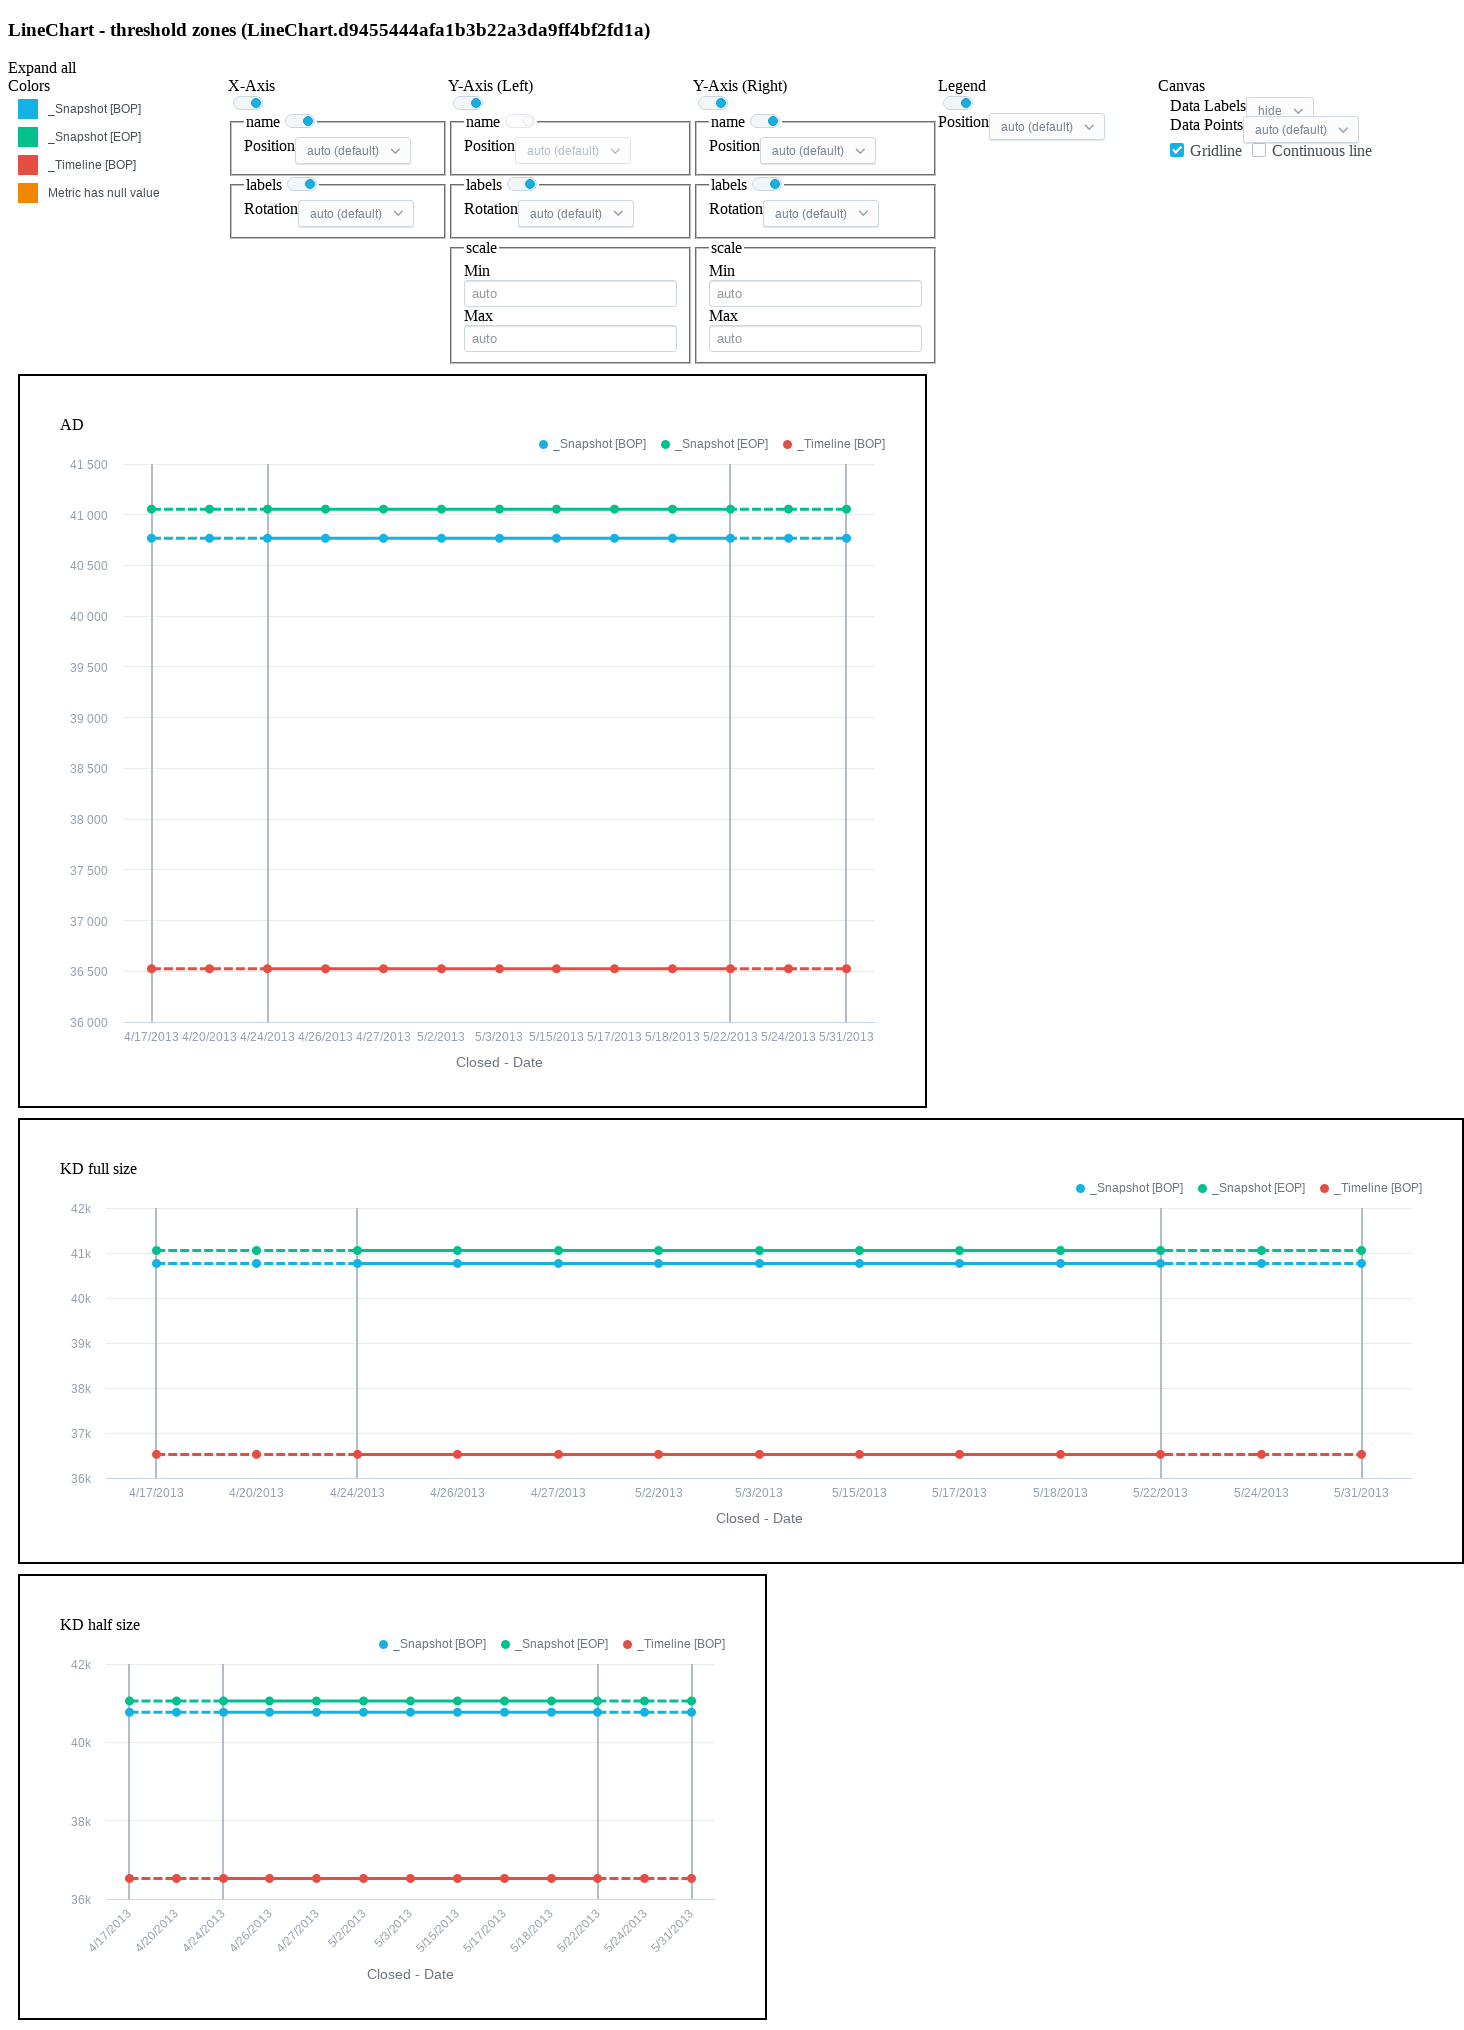 LineChart - threshold zones (LineChart.d9455444afa1b3b22a3da9ff4bf2fd1a)
Expand all
Colors
_Snapshot [BOP]
_Snapshot [EOP]
_Timeline [BOP]
Metric has null value
X-Axis
name
Position auto (default)
labels
Rotation auto (default)
Y-Axis (Left)
name
Position auto (default)
labels
Rotation auto (default)
scale
Min
auto
Max
auto
Y-Axis (Right)
name
Position auto (default)
labels
Rotation auto (default)
scale
Min
auto
Max
auto
Legend
Position auto (default)
Canvas
Data Labels hide
Data Points auto (default)
Gridline Continuous line
AD
_Snapshot [BOP] _Snapshot [EOP] _Timeline [BOP]
41 500
41 000
40 500
40 000
39 500
39 000
38 500
38 000
37 500
37 000
36 500
36 000
4/17/2013 4/20/2013 4/24/2013 4/26/2013 4/27/2013 5/2/2013 5/3/2013 5/15/2013 5/17/2013 5/18/2013 5/22/2013 5/24/2013 5/31/2013
Closed - Date
KD full size
_Snapshot [BOP] _Snapshot [EOP] _Timeline [BOP]
42k
41k
40k
39k
38k
37k
36k
4/17/2013 4/20/2013 4/24/2013 4/26/2013 4/27/2013 5/2/2013 5/3/2013 5/15/2013 5/17/2013 5/18/2013 5/22/2013 5/24/2013 5/31/2013
Closed - Date
KD half size
_Snapshot [BOP] _Snapshot [EOP] _Timeline [BOP]
42k
40k
38k
36k
4/17/2013 4/20/2013 4/24/2013 4/26/2013 4/27/2013 5/2/2013 5/3/2013 5/15/2013 5/17/2013 5/18/2013 5/22/2013 5/24/2013 5/31/2013
Closed - Date